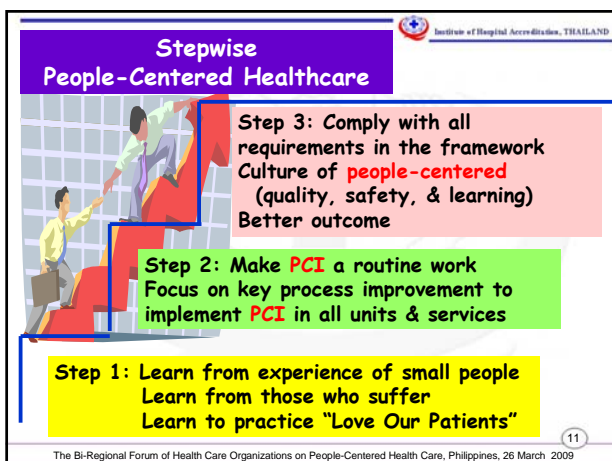 Institute of Hospital Accreditation, THAILAND
Stepwise
People-Centered Healthcare
Step 3: Comply with all
requirements in the framework
Culture of people-centered
(quality, safety, & learning)
Better outcome
Step 2: Make PCI a routine work
Focus on key process improvement to
implement PCI in all units & services
Step 1: Learn from experience of small people
Learn from those who suffer
Learn to practice “Love Our Patients”
11
The Bi-Regional Forum of Health Care Organizations on People-Centered Health Care, Philippines, 26 March 2009